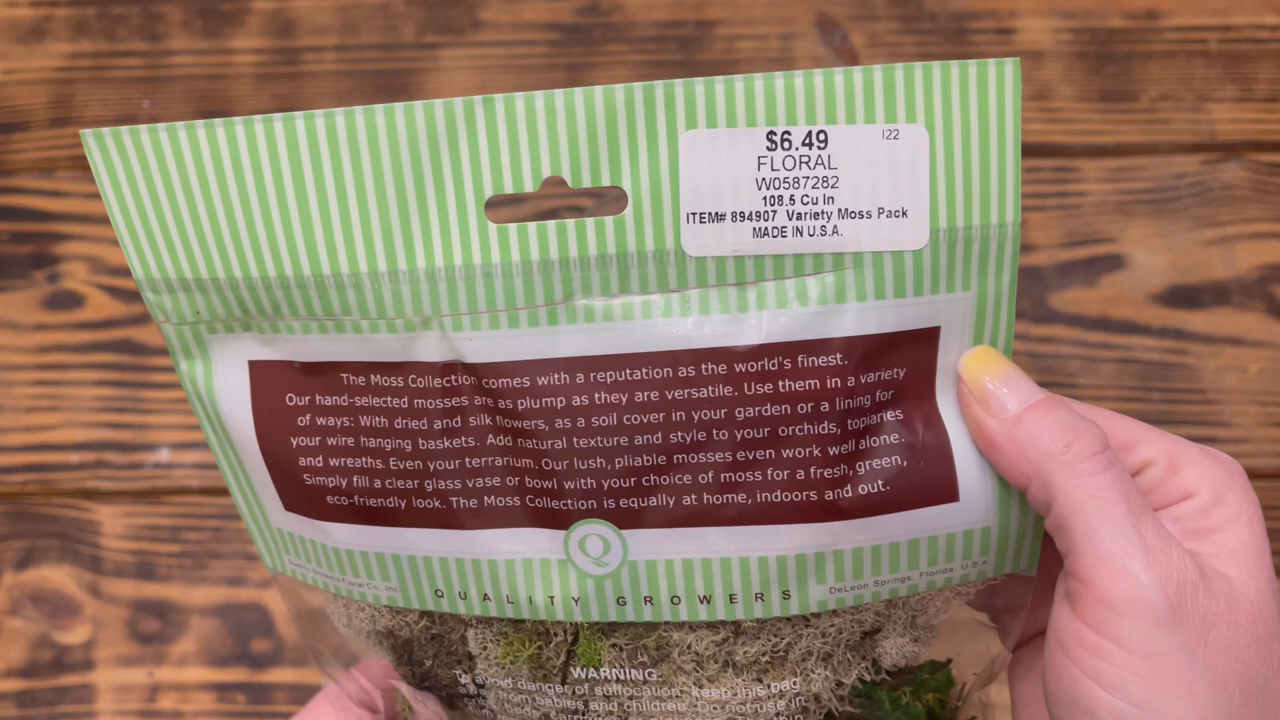 $6.49
I22
FLORAL
W0587282
108.5 Cu In
ITEM# 894907 Variety Moss Pack
MADE IN U.S.A.
The Moss Collection comes with a reputation as the world's finest.
Our hand-selected mosses are as plump as they are versatile. Use them in a variety
of ways: With dried and silk flowers, as a soil cover in your garden or a lining for
your wire hanging baskets. Add natural texture and style to your orchids, topiaries
and wreaths. Even your terrarium. Our lush, pliable mosses even work well alone.
Simply fill a clear glass vase or bowl with your choice of moss for a fresh, green,
eco-friendly look. The Moss Collection is equally at home, indoors and out.
Q
Growers Floral Co., Inc
QUALITY GROWERS
DeLeon Springs, Florida, U.S.A
WARNING:
To avoid danger of suffocation, keep this bag
away from babies and children. Do not use in